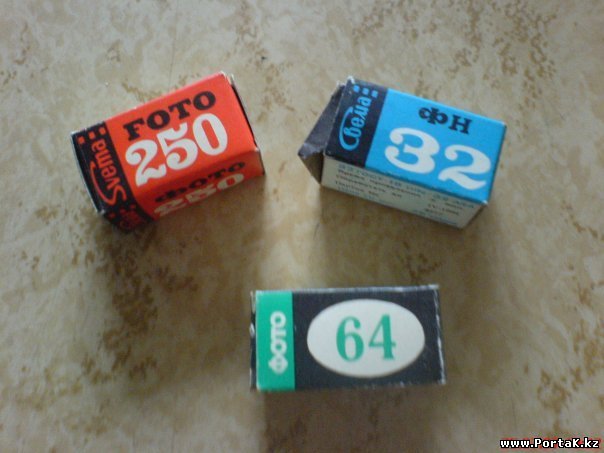 Svema
FOTO
250
ФОТО
250
Свема
ФН
32
ФОТО
64
www.PortaK.kz